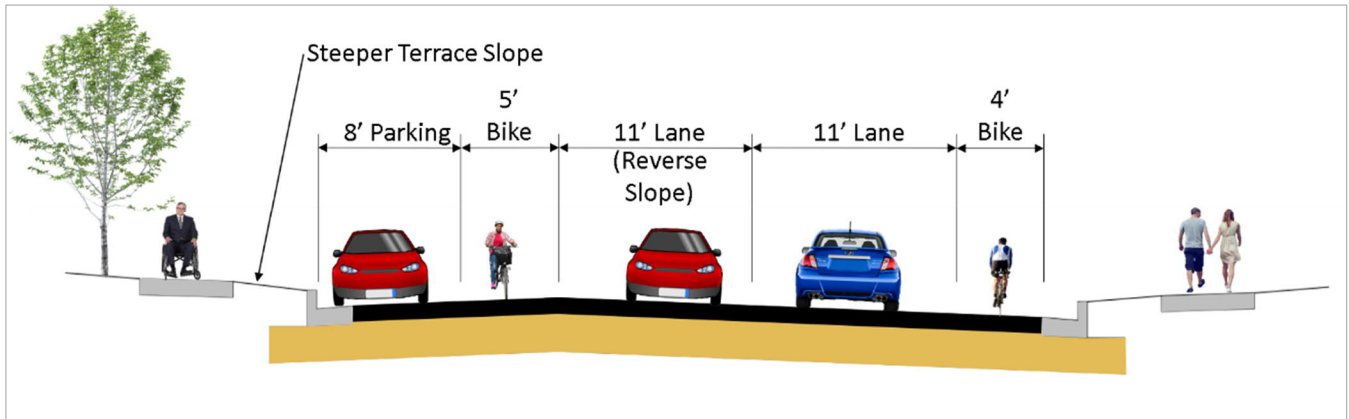 Steeper Terrace Slope
8’ Parking
5’
Bike
11’ Lane
(Reverse
Slope)
11’ Lane
4’
Bike